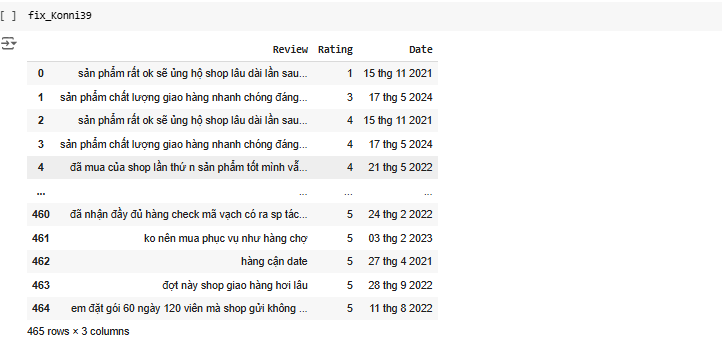 [ ] fix_Konni39
Review Rating Date
0 sản phẩm rất ok sẽ ủng hộ shop lâu dài lần sau... 1 15 thg 11 2021
1 sản phẩm chất lượng giao hàng nhanh chóng đáng... 3 17 thg 5 2024
2 sản phẩm rất ok sẽ ủng hộ shop lâu dài lần sau... 4 15 thg 11 2021
3 sản phẩm chất lượng giao hàng nhanh chóng đáng... 4 17 thg 5 2024
4 đã mua của shop lần thứ n sản phẩm tốt mình vẫ... 4 21 thg 5 2022
... ... ... ...
460 đã nhận đầy đủ hàng check mã vạch có ra sp tác... 5 24 thg 2 2022
461 ko nên mua phục vụ như hàng chợ 5 03 thg 2 2023
462 hàng cận date 5 27 thg 4 2021
463 đợt này shop giao hàng hơi lâu 5 28 thg 9 2022
464 em đặt gói 60 ngày 120 viên mà shop gửi không ... 5 11 thg 8 2022
465 rows × 3 columns